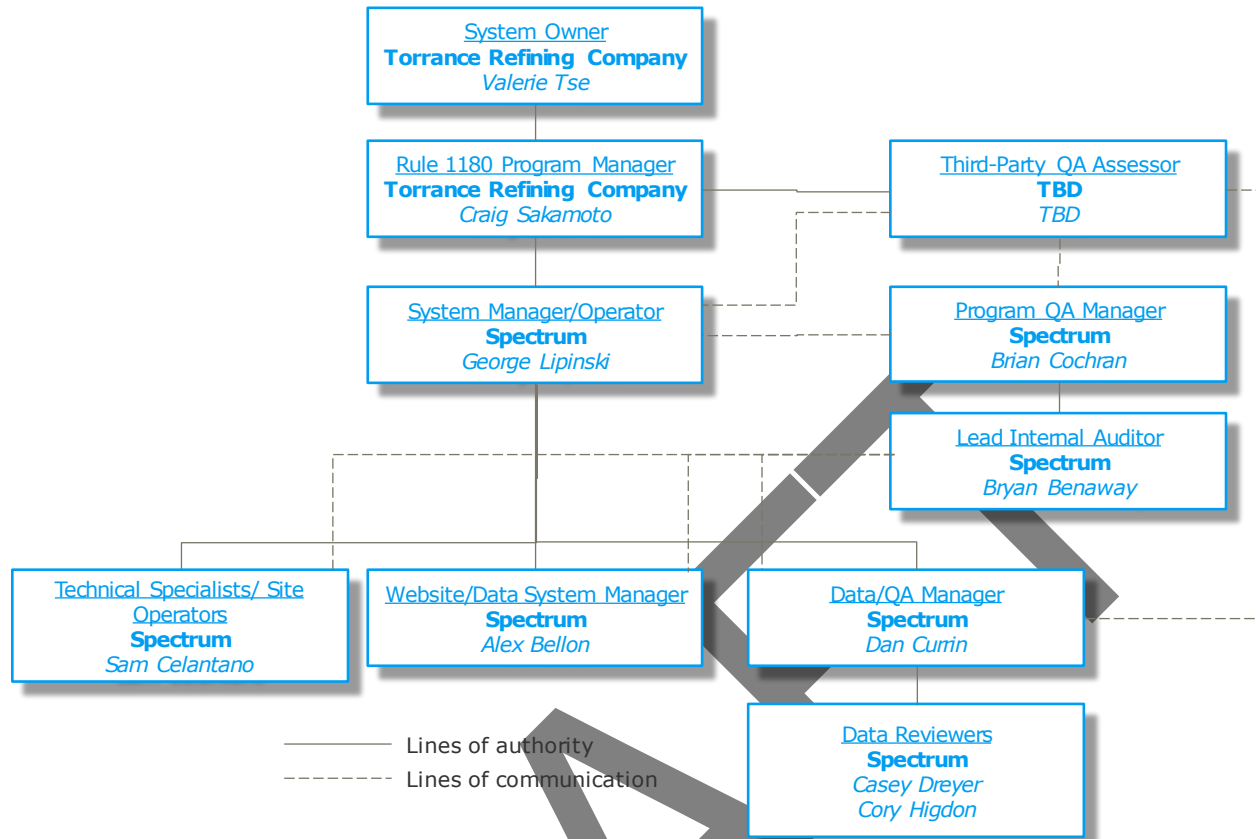 System Owner
Torrance Refining Company
Valerie Tse
Rule 1180 Program Manager
Torrance Refining Company
Craig Sakamoto
Third-Party QA Assessor
TBD
TBD
System Manager/Operator
Spectrum
George Lipinski
Program QA Manager
Spectrum
Brian Cochran
Lead Internal Auditor
Spectrum
Bryan Benaway
Technical Specialists/ Site
Operators
Spectrum
Sam Celantano
Website/Data System Manager
Spectrum
Alex Bellon
Data/QA Manager
Spectrum
Dan Currin
Data Reviewers
Spectrum
Casey Dreyer
Cory Higdon
Lines of authority
Lines of communication